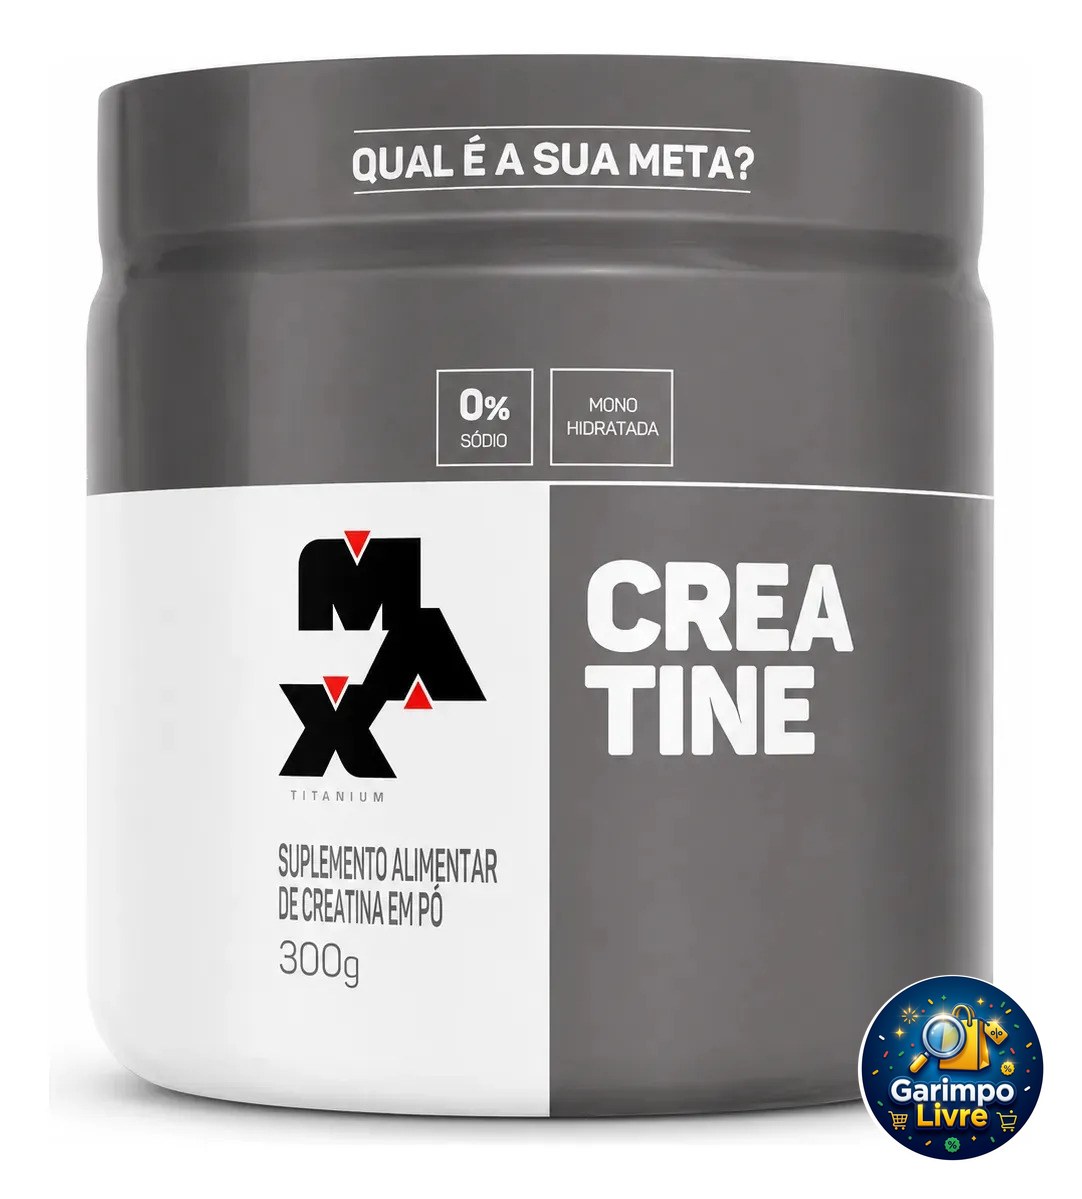 QUAL É A SUA META?
0%
SÓDIO
MONO
HIDRATADA
MAX
TITANIUM
CREA
TINE
SUPLEMENTO ALIMENTAR
DE CREATINA EM PÓ
300g
%
%
Garimpo
Livre
%